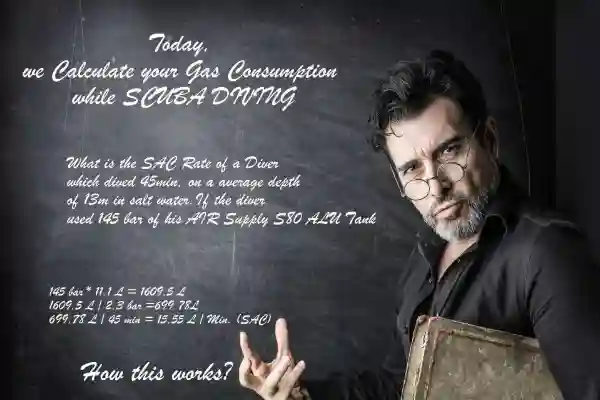 Today,
we Calculate your Gas Consumption
while SCUBA DIVING
What is the SAC Rate of a Diver
which dived 45min. on a average depth
of 13m in salt water. If the diver
used 145 bar of his AIR Supply S80 ALU Tank
145 bar * 11.1 L = 1609.5 L
1609.5 L | 2.3 bar =699.78L
699.78 L | 45 min = 15.55 L | Min. (SAC)
How this works?